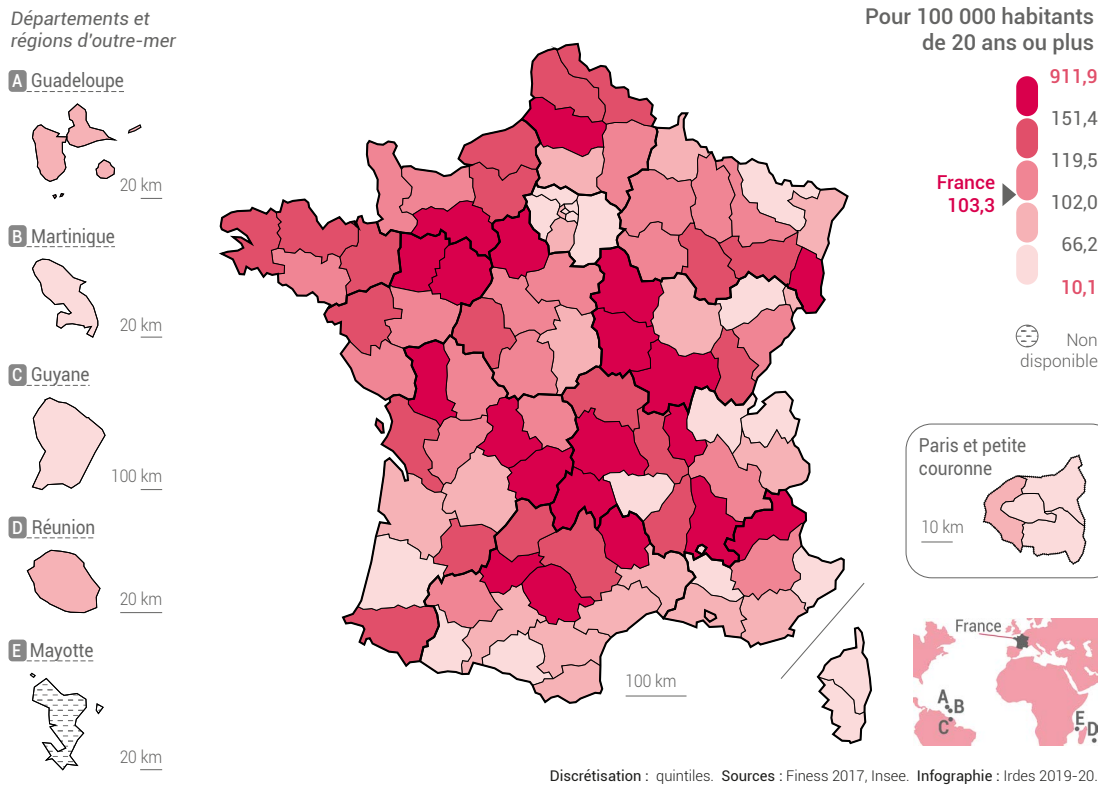 Départements et
régions d'outre-mer
A Guadeloupe
20 km
B Martinique
20 km
C Guyane
100 km
D Réunion
20 km
E Mayotte
20 km
Pour 100 000 habitants
de 20 ans ou plus
911,9
151,4
119,5
France
103,3
102,0
66,2
10,1
Non
disponible
Paris et petite
couronne
10 km
100 km
France
A
B
C
E
D
Discrétisation : quintiles. Sources : Finess 2017, Insee. Infographie : Irdes 2019-20.